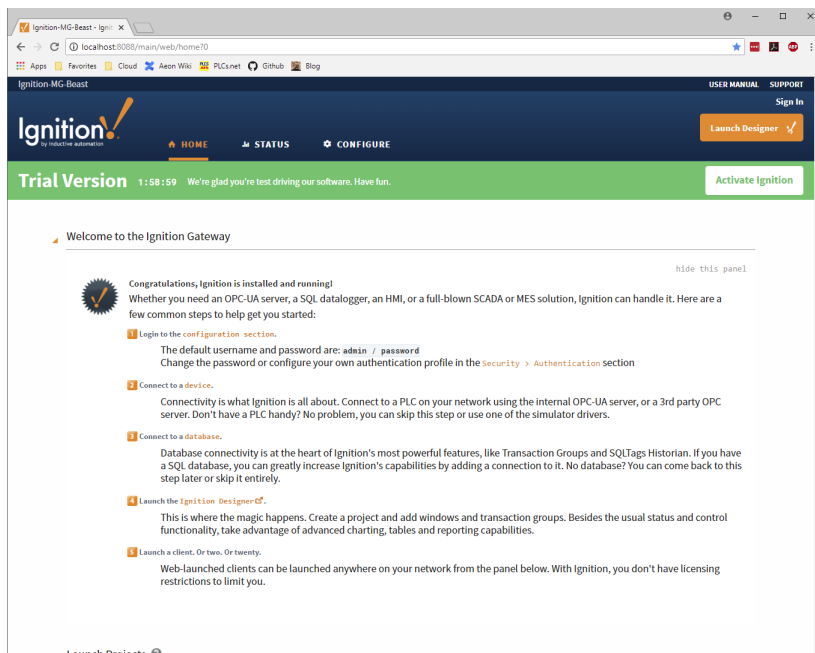 Ignition-MG-Beast - Ignit
localhost:8088/main/web/home?0
ABP
Apps Favorites Cloud Aeon Wiki PLCs.net Github Blog
Ignition-MG-Beast USER MANUAL SUPPORT
Sign In
Ignition!
by inductive automation
HOME STATUS CONFIGURE
Launch Designer
Trial Version 1:58:59 We're glad you're test driving our software. Have fun.
Activate Ignition
Welcome to the Ignition Gateway
hide this panel
Congratulations, Ignition is installed and running!
Whether you need an OPC-UA server, a SQL datalogger, an HMI, or a full-blown SCADA or MES solution, Ignition can handle it. Here are a
few common steps to help get you started:
1 Login to the configuration section.
The default username and password are: admin / password
Change the password or configure your own authentication profile in the Security > Authentication section
2 Connect to a device.
Connectivity is what Ignition is all about. Connect to a PLC on your network using the internal OPC-UA server, or a 3rd party OPC
server. Don't have a PLC handy? No problem, you can skip this step or use one of the simulator drivers.
3 Connect to a database.
Database connectivity is at the heart of Ignition's most powerful features, like Transaction Groups and SQLTags Historian. If you have
a SQL database, you can greatly increase Ignition's capabilities by adding a connection to it. No database? You can come back to this
step later or skip it entirely.
4 Launch the Ignition Designer.
This is where the magic happens. Create a project and add windows and transaction groups. Besides the usual status and control
functionality, take advantage of advanced charting, tables and reporting capabilities.
5 Launch a client. Or two. Or twenty.
Web-launched clients can be launched anywhere on your network from the panel below. With Ignition, you don't have licensing
restrictions to limit you.
Launch Projects